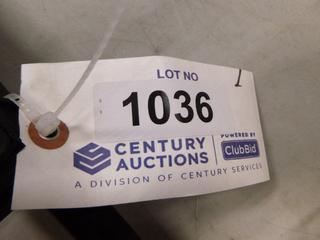 LOT NO
1036
CENTURY AUCTIONS
POWERED BY
ClubBid
A DIVISION OF CENTURY SERVICES